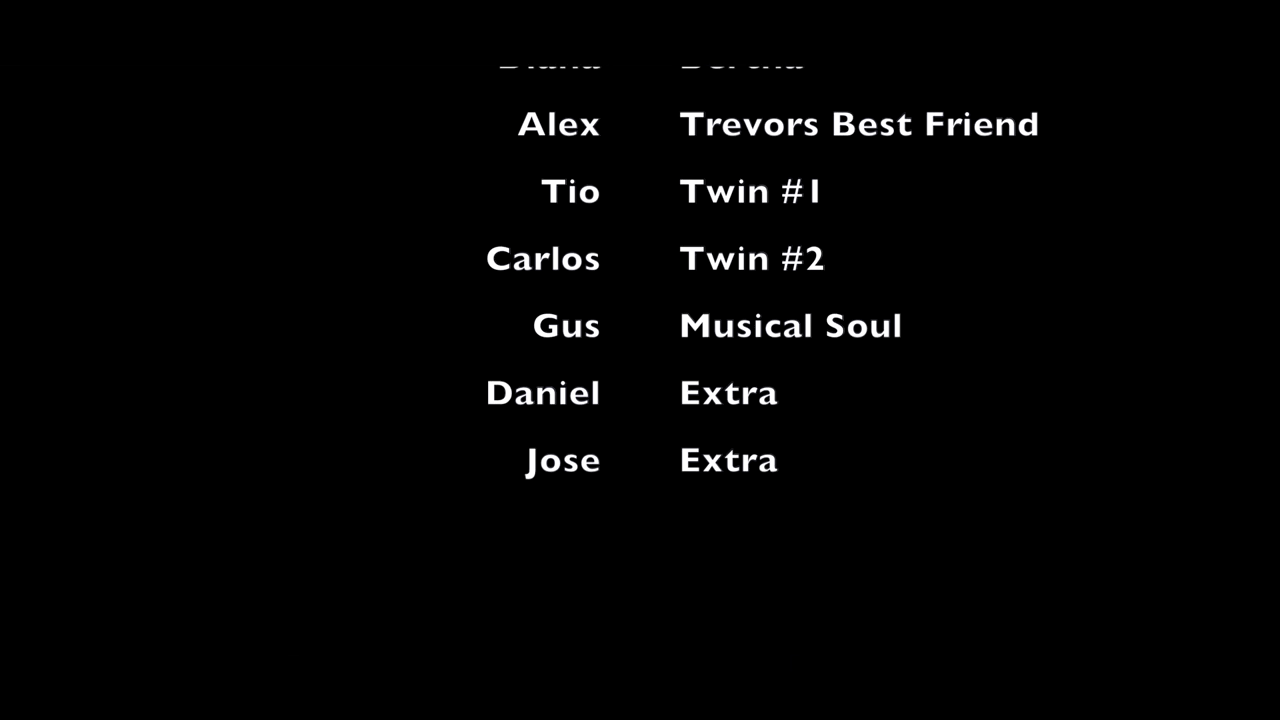 Alex Trevors Best Friend
Tio Twin #1
Carlos Twin #2
Gus Musical Soul
Daniel Extra
Jose Extra